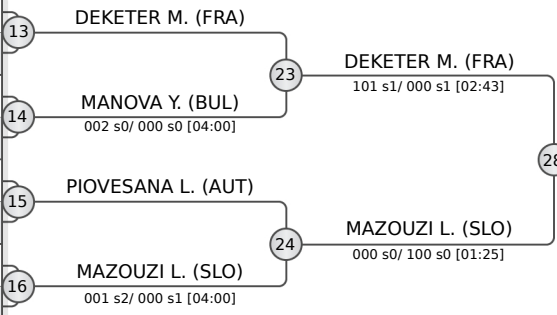 DEKETER M. (FRA)
13
23
DEKETER M. (FRA)
101 s1/ 000 s1 [02:43]
MANOVA Y. (BUL)
14
002 s0/ 000 s0 [04:00]
28
PIOVESANA L. (AUT)
15
24
MAZOUZI L. (SLO)
000 s0/ 100 s0 [01:25]
MAZOUZI L. (SLO)
16
001 s2/ 000 s1 [04:00]